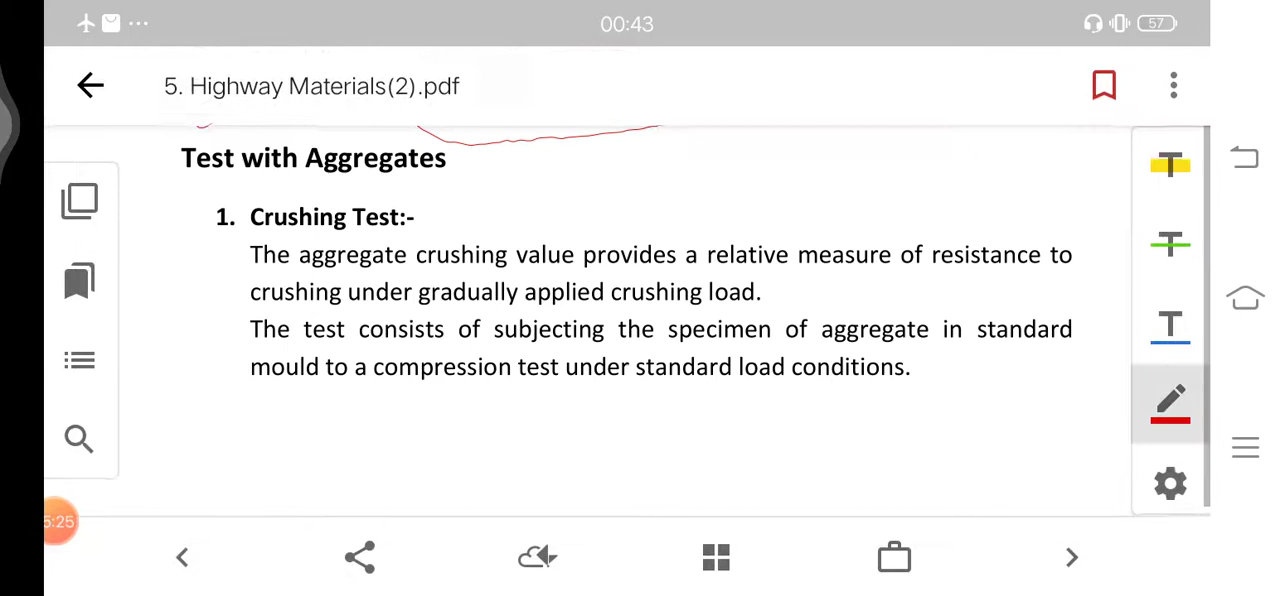 00:43
57
5. Highway Materials(2).pdf
Test with Aggregates
1. Crushing Test:-
The aggregate crushing value provides a relative measure of resistance to
crushing under gradually applied crushing load.
The test consists of subjecting the specimen of aggregate in standard
mould to a compression test under standard load conditions.
T
T
T
5:25